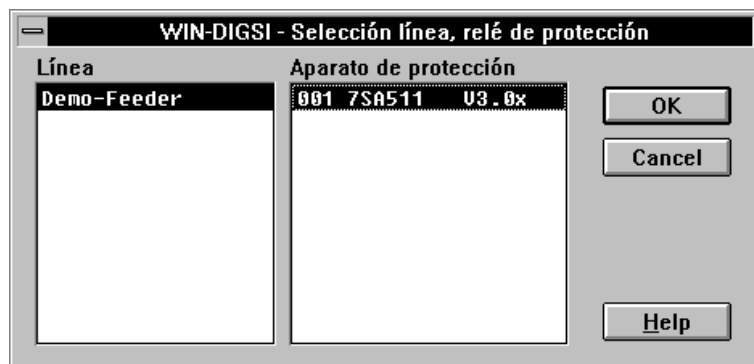 WIN-DIGSI - Selección línea, relé de protección
Línea
Aparato de protección
Demo-Feeder
001 7SA511 V3.0x
OK
Cancel
Help